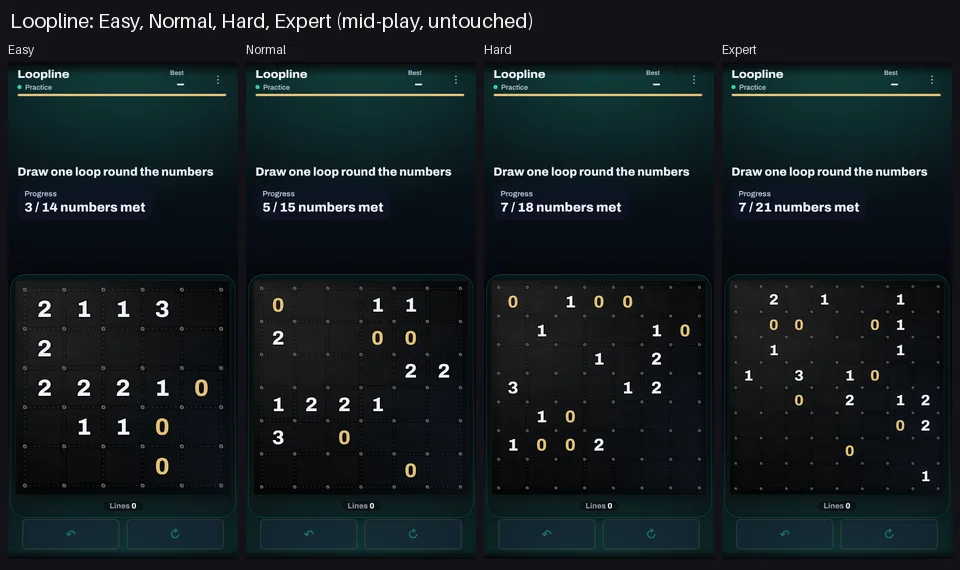 Loopline: Easy, Normal, Hard, Expert (mid-play, untouched)
Easy
Loopline
Best
Practice
–
Draw one loop round the numbers
Progress
3 / 14 numbers met
2 1 1 3
2
2 2 2 1 0
1 1 0
0
Lines 0
Normal
Loopline
Best
Practice
–
Draw one loop round the numbers
Progress
5 / 15 numbers met
0 1 1
2 0 0
2 2
1 2 2 1
3 0
0
Lines 0
Hard
Loopline
Best
Practice
–
Draw one loop round the numbers
Progress
7 / 18 numbers met
0 1 0 0
1 1 0
1 2
3 1 2
1 0
1 0 0 2
Lines 0
Expert
Loopline
Best
Practice
–
Draw one loop round the numbers
Progress
7 / 21 numbers met
2 1 1
0 0 0 1
1 1
1 3 1 0
0 2 1 2
0 2
0
1
Lines 0